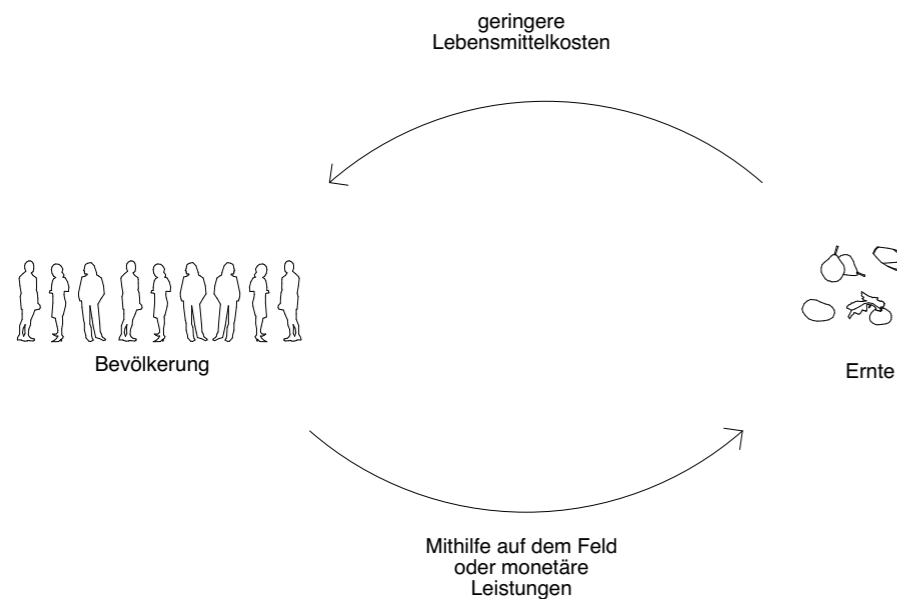 geringere
Lebensmittelkosten
Bevölkerung
Ernte
Mithilfe auf dem Feld
oder monetäre
Leistungen